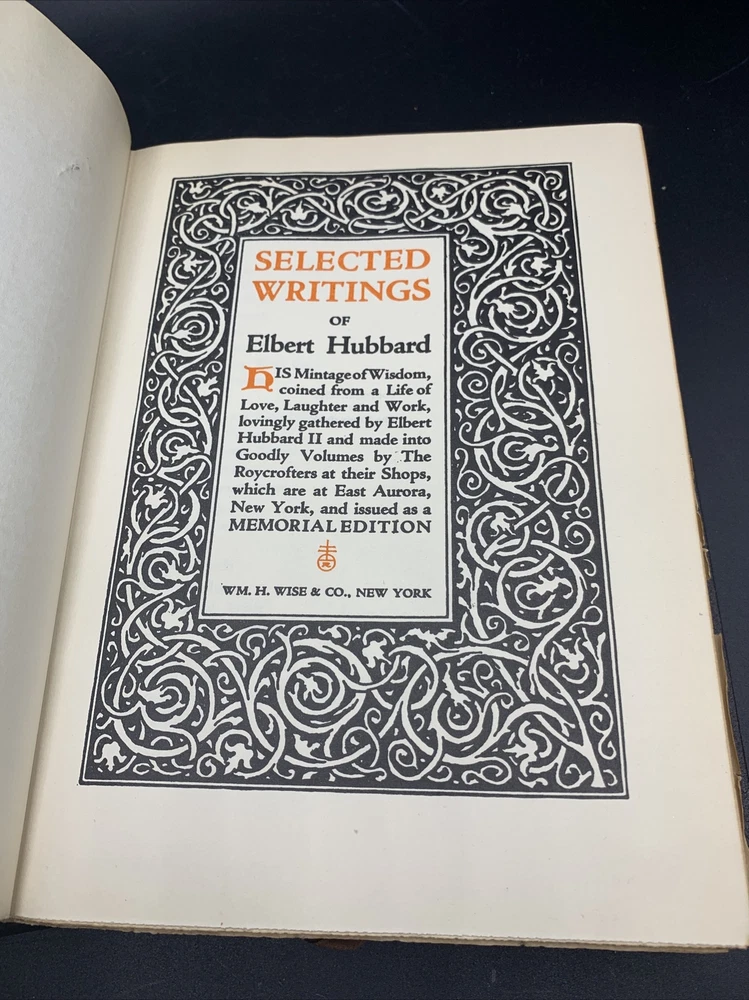 SELECTED
WRITINGS
OF
Elbert Hubbard
HIS Mintage of Wisdom,
coined from a Life of
Love, Laughter and Work,
lovingly gathered by Elbert
Hubbard II and made into
Goodly Volumes by The
Roycrofters at their Shops,
which are at East Aurora,
New York, and issued as a
MEMORIAL EDITION
R
WM. H. WISE & CO., NEW YORK